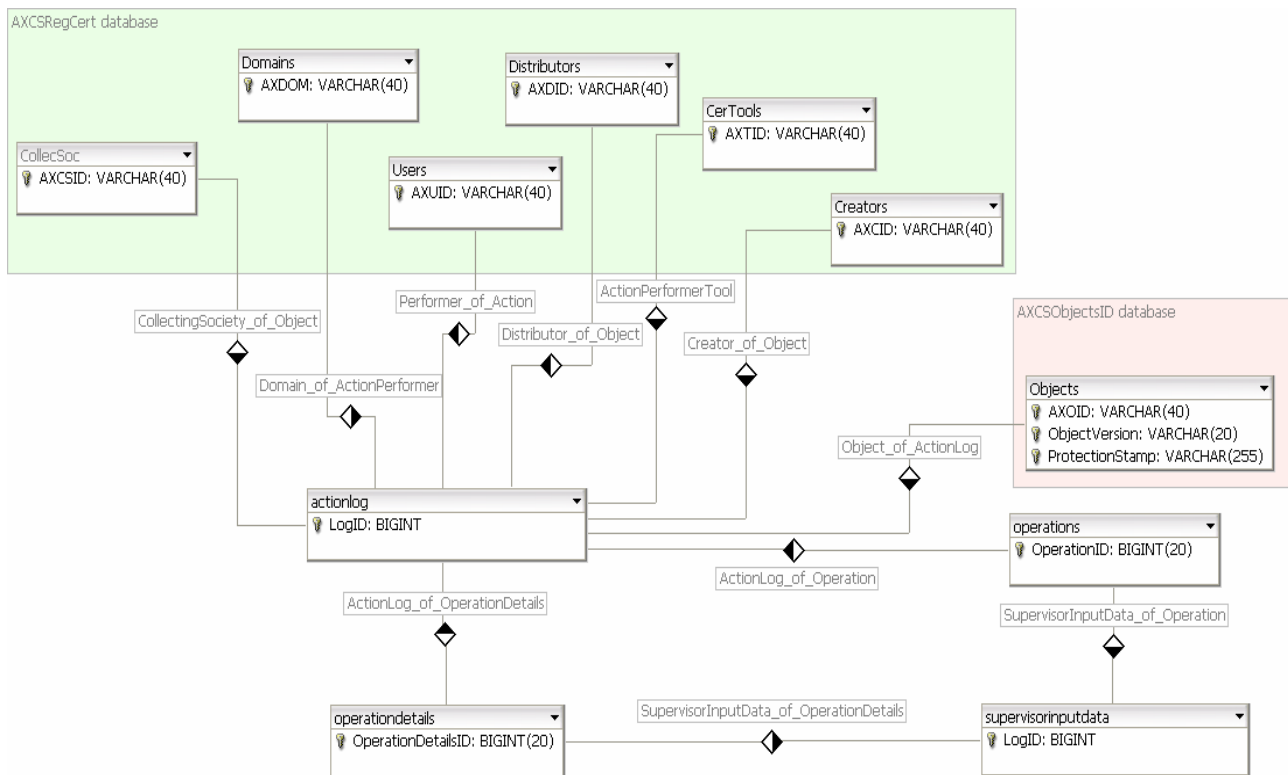 AXCSRegCert database
Domains
AXDOM: VARCHAR(40)
Distributors
AXDID: VARCHAR(40)
CerTools
AXTID: VARCHAR(40)
CollecSoc
AXCSID: VARCHAR(40)
Users
AXUID: VARCHAR(40)
Creators
AXCID: VARCHAR(40)
CollectingSociety_of_Object
Performer_of_Action
ActionPerformerTool
Distributor_of_Object
Creator_of_Object
Domain_of_ActionPerformer
AXCSObjectsID database
Objects
AXOID: VARCHAR(40)
ObjectVersion: VARCHAR(20)
ProtectionStamp: VARCHAR(255)
Object_of_ActionLog
actionlog
LogID: BIGINT
operations
OperationID: BIGINT(20)
ActionLog_of_Operation
ActionLog_of_OperationDetails
SupervisorInputData_of_Operation
operationdetails
OperationDetailsID: BIGINT(20)
SupervisorInputData_of_OperationDetails
supervisorinputdata
LogID: BIGINT